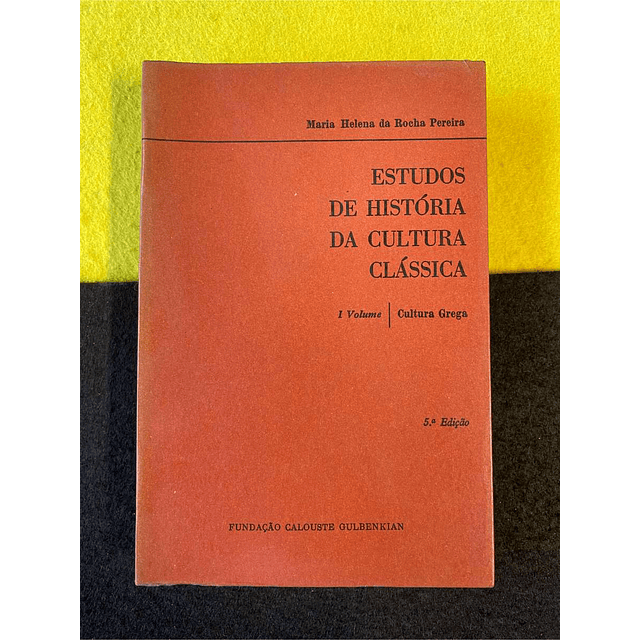 Maria Helena da Rocha Pereira
ESTUDOS
DE HISTÓRIA
DA CULTURA
CLÁSSICA
I Volume | Cultura Grega
5.ª Edição
FUNDAÇÃO CALOUSTE GULBENKIAN